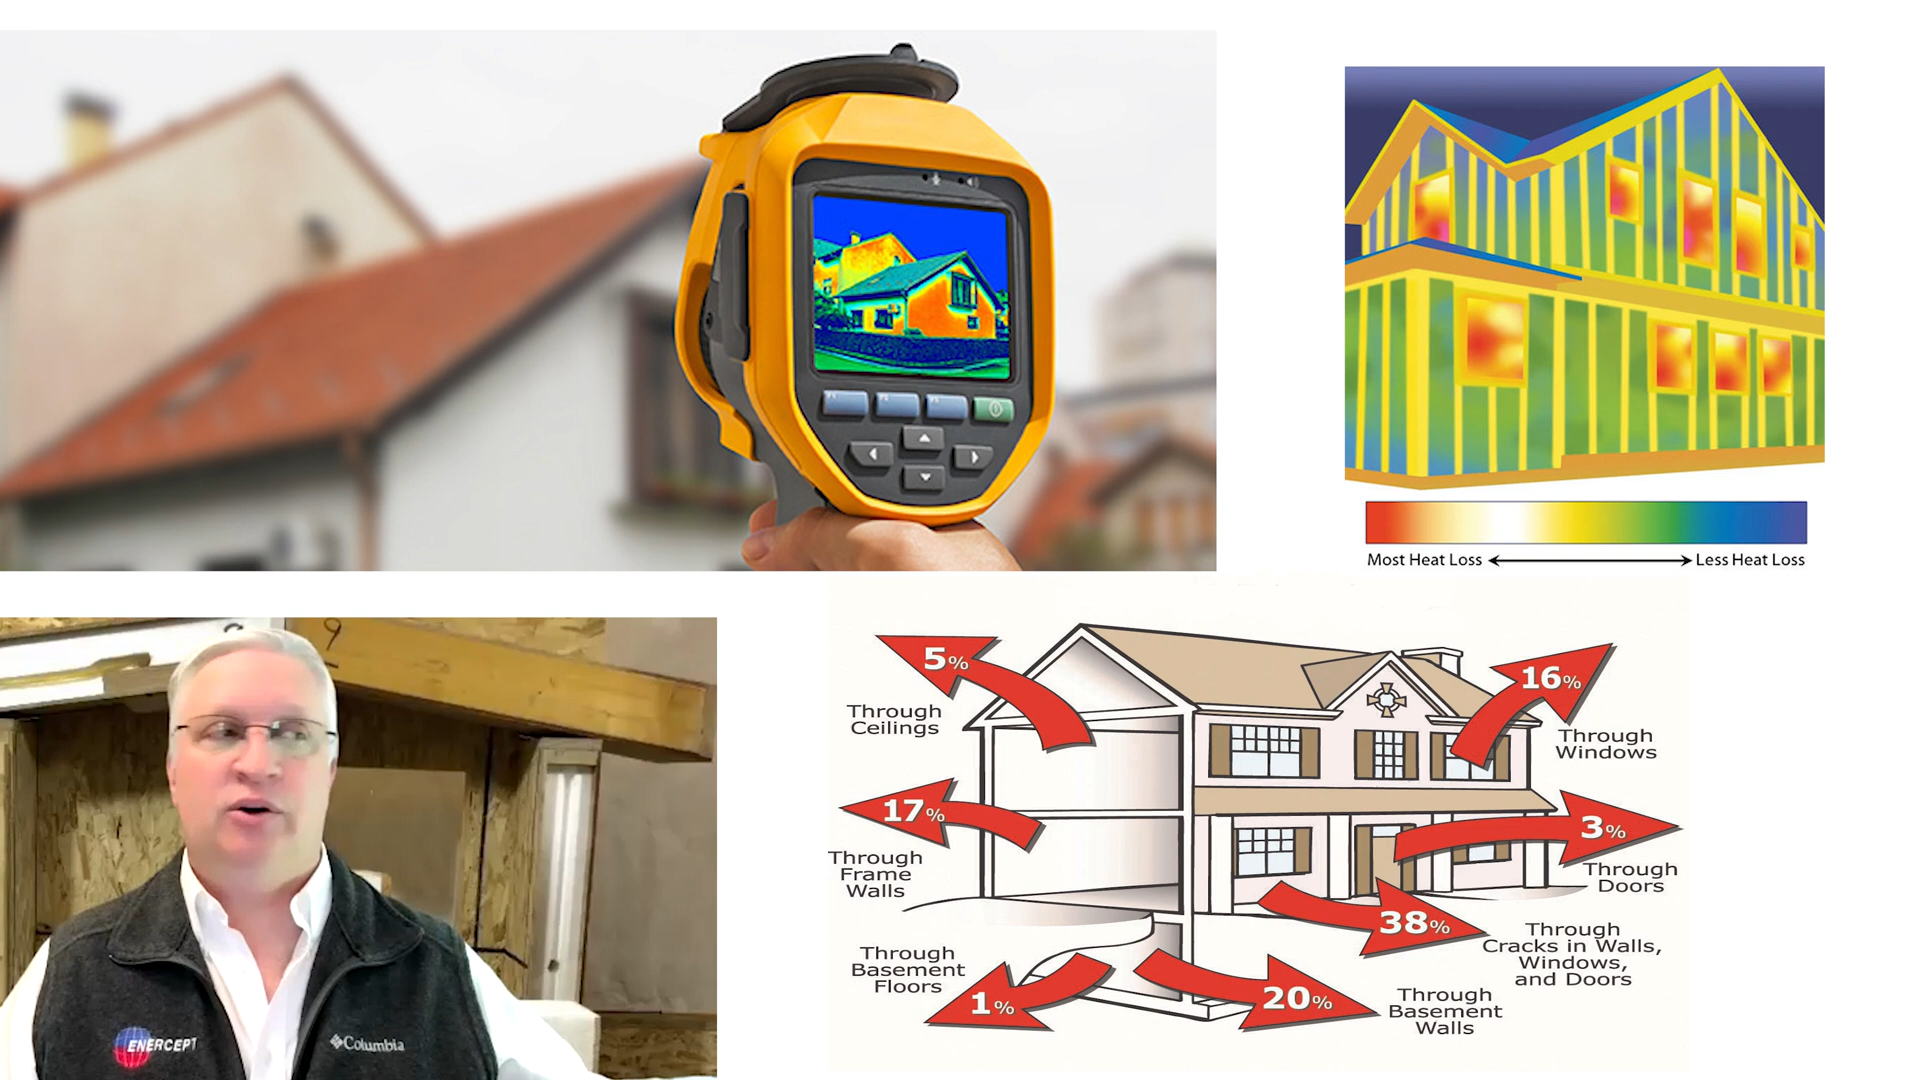 Most Heat Loss
Less Heat Loss
9
ENERCEPT
Columbia
5%
Through
Ceilings
16%
Through
Windows
17%
Through
Frame
Walls
3%
Through
Doors
38%
Through
Cracks in Walls,
Windows,
and Doors
Through
Basement
Floors
1%
20%
Through
Basement
Walls